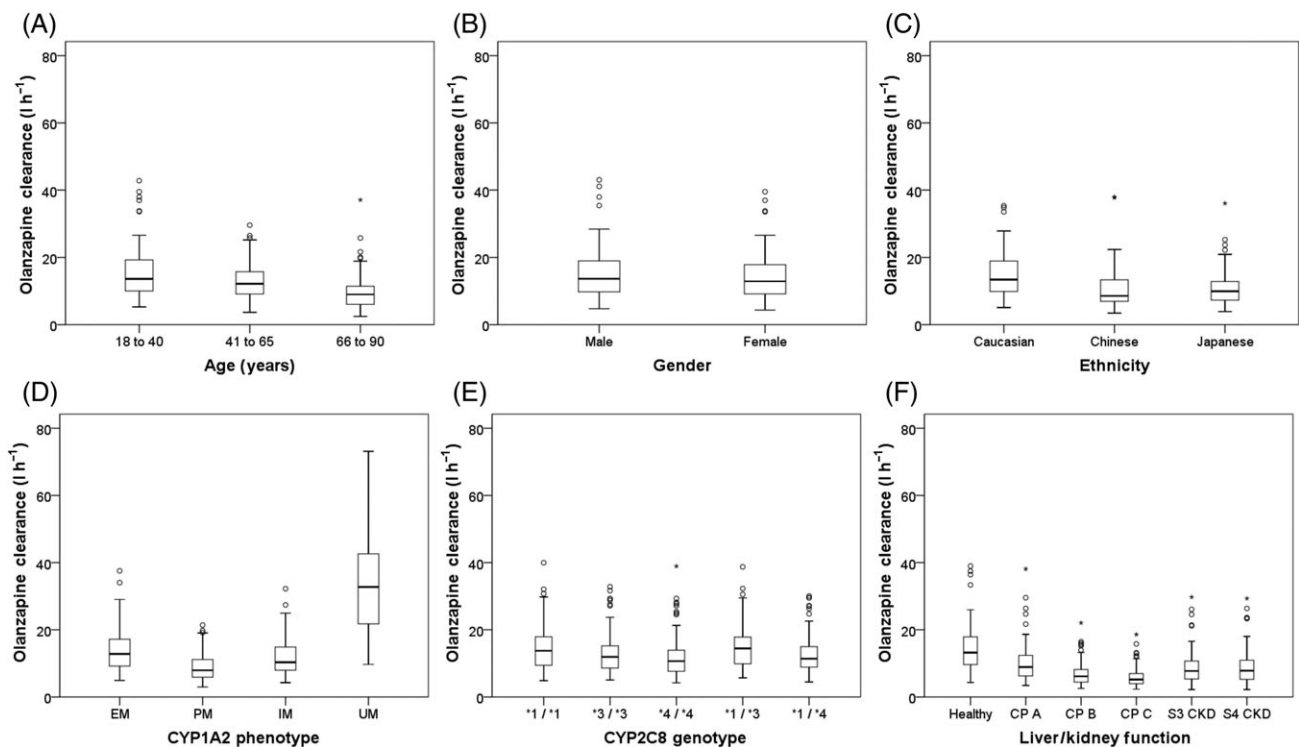 (A)
Olanzapine clearance (l h⁻¹)
80
60
40
20
0
18 to 40 41 to 65 66 to 90
Age (years)
(B)
Olanzapine clearance (l h⁻¹)
80
60
40
20
0
Male Female
Gender
(C)
Olanzapine clearance (l h⁻¹)
80
60
40
20
0
Caucasian Chinese Japanese
Ethnicity
(D)
Olanzapine clearance (l h⁻¹)
80
60
40
20
0
EM PM IM UM
CYP1A2 phenotype
(E)
Olanzapine clearance (l h⁻¹)
80
60
40
20
0
*1 / *1 *3 / *3 *4 / *4 *1 / *3 *1 / *4
CYP2C8 genotype
(F)
Olanzapine clearance (l h⁻¹)
80
60
40
20
0
Healthy CP A CP B CP C S3 CKD S4 CKD
Liver/kidney function